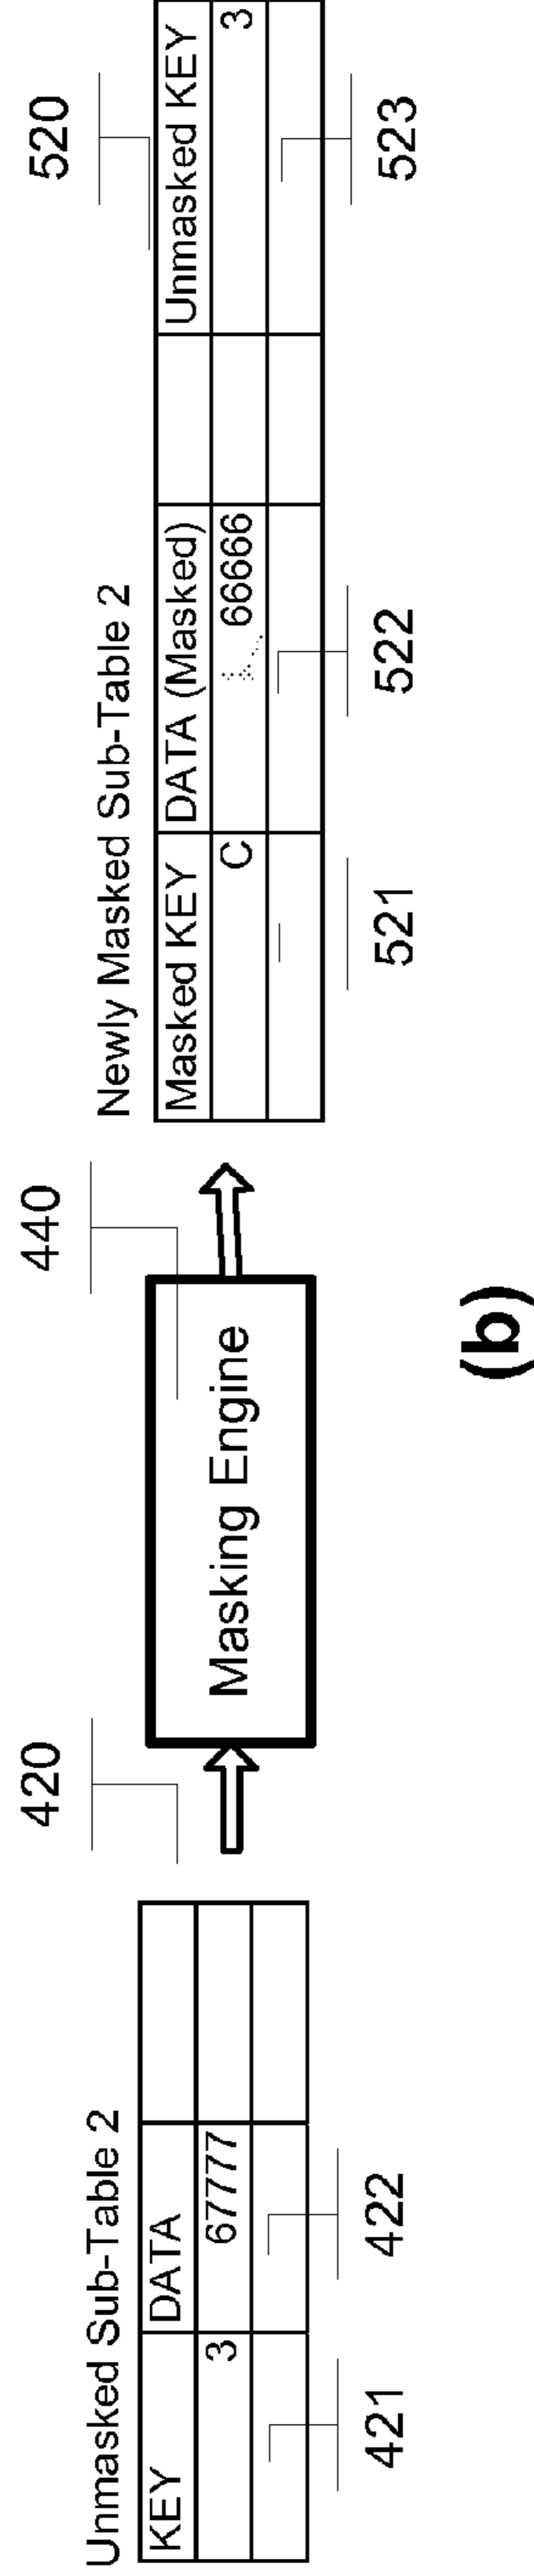 420
440
520
Unmasked Sub-Table 2
Newly Masked Sub-Table 2
KEY DATA
3 67777
Masking Engine
Masked KEY DATA (Masked) Unmasked KEY
C 66666 3
421 422
521 522 523
(b)